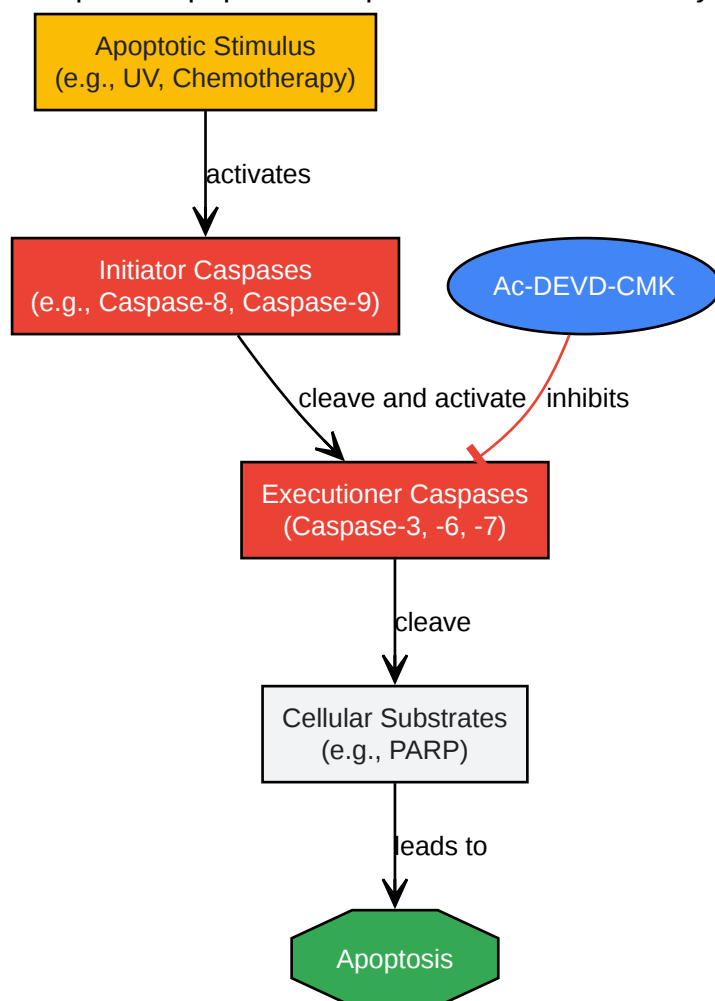 Apoptotic Stimulus
(e.g., UV, Chemotherapy)
activates
Initiator Caspases
(e.g., Caspase-8, Caspase-9)
Ac-DEVD-CMK
cleave and activate
inhibits
Executioner Caspases
(Caspase-3, -6, -7)
cleave
Cellular Substrates
(e.g., PARP)
leads to
Apoptosis